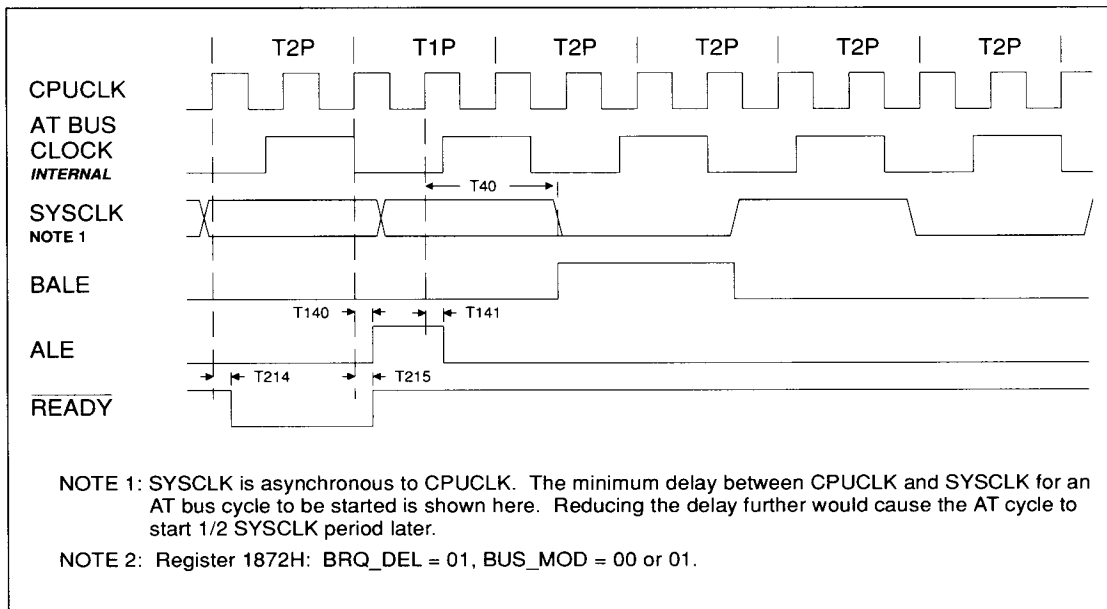 T2P T1P T2P T2P T2P T2P
CPUCLK
AT BUS
CLOCK
INTERNAL
T40
SYSCLK
NOTE 1
BALE
T140 T141
ALE
T214 T215
READY
NOTE 1: SYSCLK is asynchronous to CPUCLK. The minimum delay between CPUCLK and SYSCLK for an
AT bus cycle to be started is shown here. Reducing the delay further would cause the AT cycle to
start 1/2 SYSCLK period later.
NOTE 2: Register 1872H: BRQ_DEL = 01, BUS_MOD = 00 or 01.